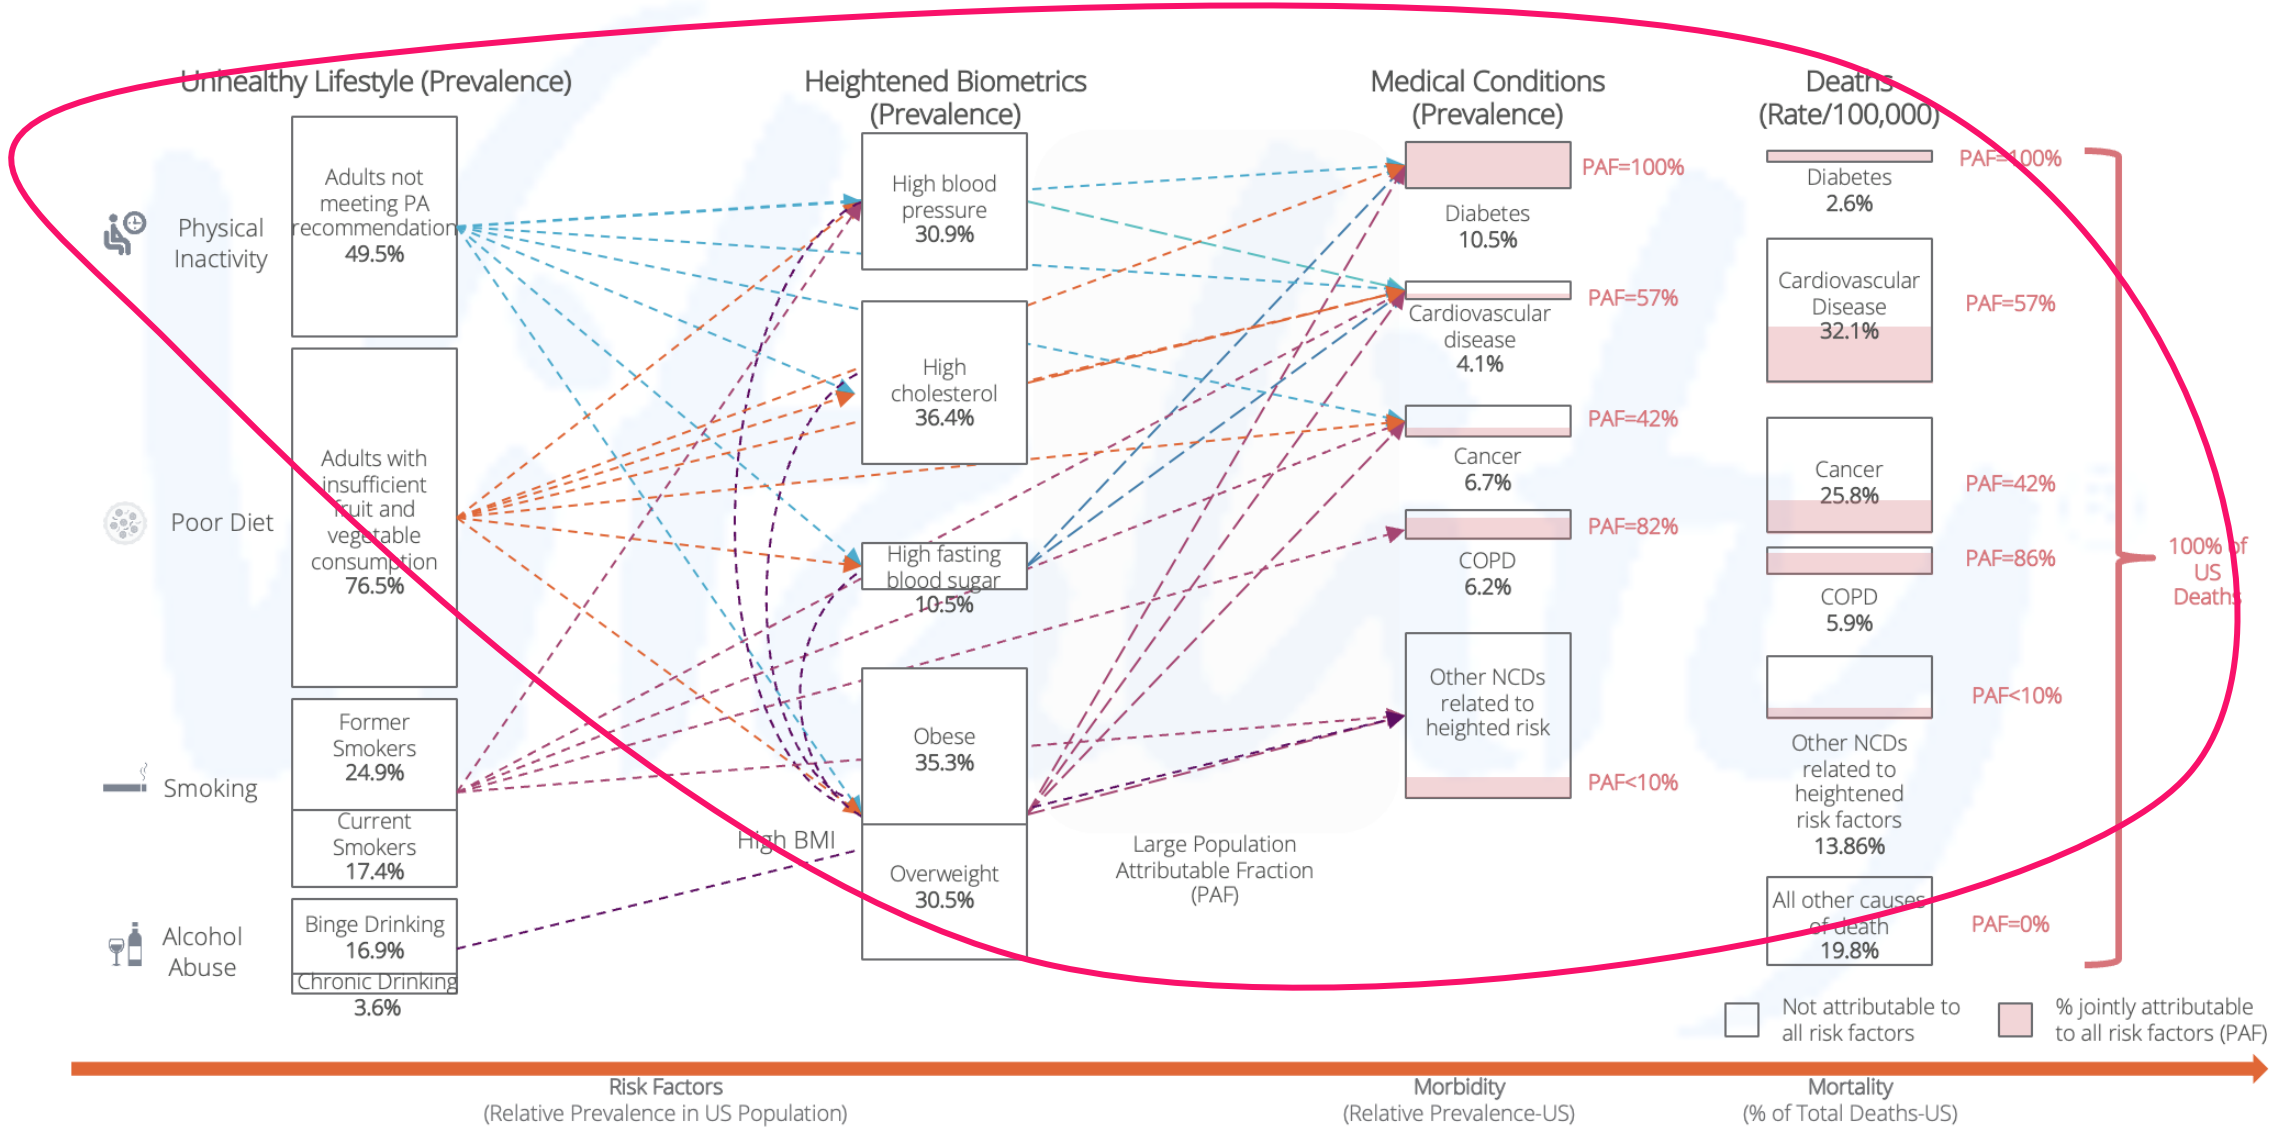 Unhealthy Lifestyle (Prevalence)
Heightened Biometrics
(Prevalence)
Medical Conditions
(Prevalence)
Deaths
(Rate/100,000)
Physical
Inactivity
Adults not
meeting PA
recommendation
49.5%
Poor Diet
Adults with
insufficient
fruit and
vegetable
consumption
76.5%
Smoking
Former
Smokers
24.9%
Current
Smokers
17.4%
Alcohol
Abuse
Binge Drinking
16.9%
Chronic Drinking
3.6%
High blood
pressure
30.9%
High
cholesterol
36.4%
High fasting
blood sugar
10.5%
High BMI
Obese
35.3%
Overweight
30.5%
Large Population
Attributable Fraction
(PAF)
PAF=100%
Diabetes
10.5%
PAF=57%
Cardiovascular
disease
4.1%
PAF=42%
Cancer
6.7%
PAF=82%
COPD
6.2%
Other NCDs
related to
heighted risk
PAF<10%
PAF=100%
Diabetes
2.6%
Cardiovascular
Disease
32.1%
PAF=57%
Cancer
25.8%
PAF=42%
PAF=86%
COPD
5.9%
PAF<10%
Other NCDs
related to
heightened
risk factors
13.86%
All other causes
of death
19.8%
PAF=0%
100% of
US
Deaths
Not attributable to
all risk factors
% jointly attributable
to all risk factors (PAF)
Risk Factors
(Relative Prevalence in US Population)
Morbidity
(Relative Prevalence-US)
Mortality
(% of Total Deaths-US)